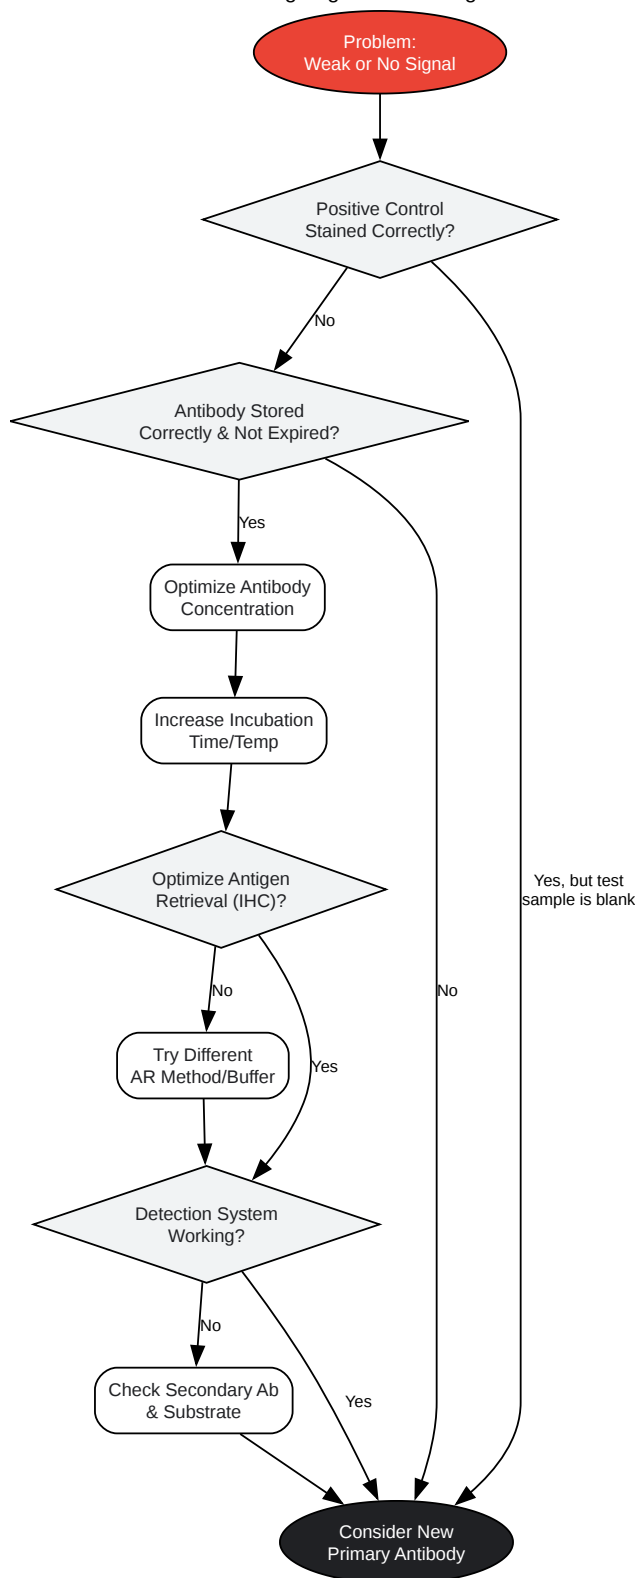 Problem:
Weak or No Signal
Positive Control
Stained Correctly?
No
Antibody Stored
Correctly & Not Expired?
Yes
Optimize Antibody
Concentration
Increase Incubation
Time/Temp
Optimize Antigen
Retrieval (IHC)?
Yes, but test
sample is blank
No
No
Try Different
AR Method/Buffer
Yes
Detection System
Working?
No
Check Secondary Ab
& Substrate
Yes
Consider New
Primary Antibody